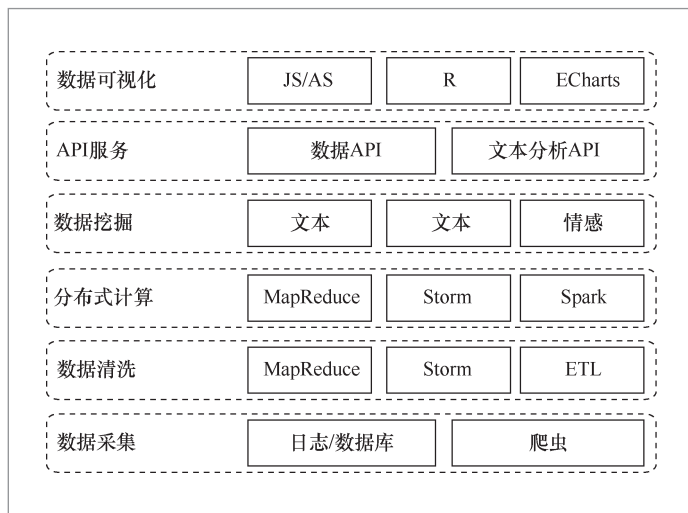 数据可视化 JS/AS R ECharts
API服务 数据API 文本分析API
数据挖掘 文本 文本 情感
分布式计算 MapReduce Storm Spark
数据清洗 MapReduce Storm ETL
数据采集 日志/数据库 爬虫